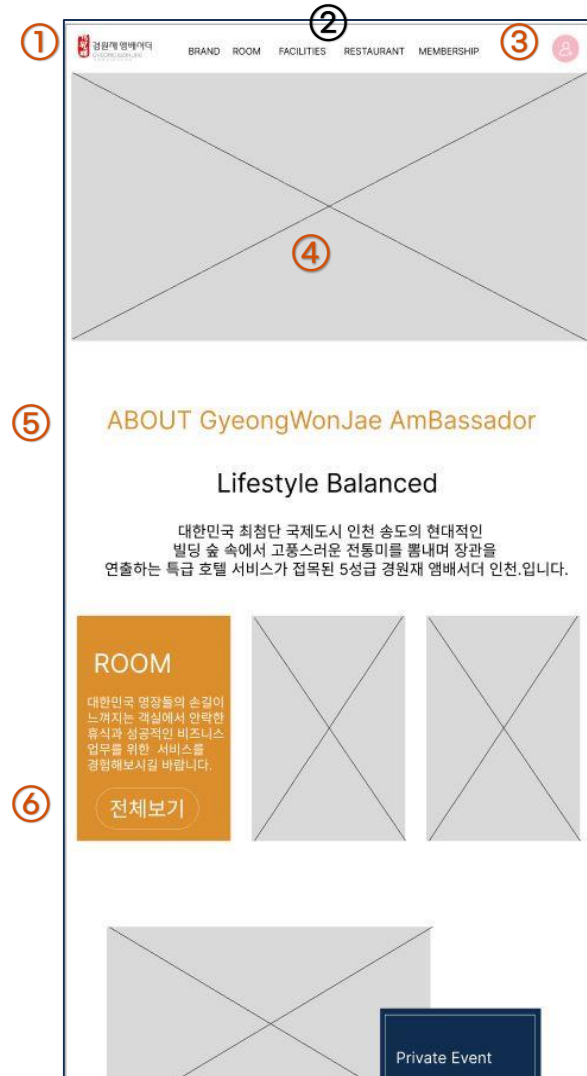 ②
① 경원재 앰배서더 BRAND ROOM FACILITIES RESTAURANT MEMBERSHIP ③
④
⑤
ABOUT GyeongWonJae AmBassador
Lifestyle Balanced
대한민국 최첨단 국제도시 인천 송도의 현대적인
빌딩 숲 속에서 고풍스러운 전통미를 뽐내며 장관을
연출하는 특급 호텔 서비스가 접목된 5성급 경원재 앰배서더 인천.입니다.
ROOM
대한민국 명장들의 손길이
느껴지는 객실에서 안락한
휴식과 성공적인 비즈니스
업무를 위한 서비스를
경험해보시길 바랍니다.
⑥
전체보기
Private Event